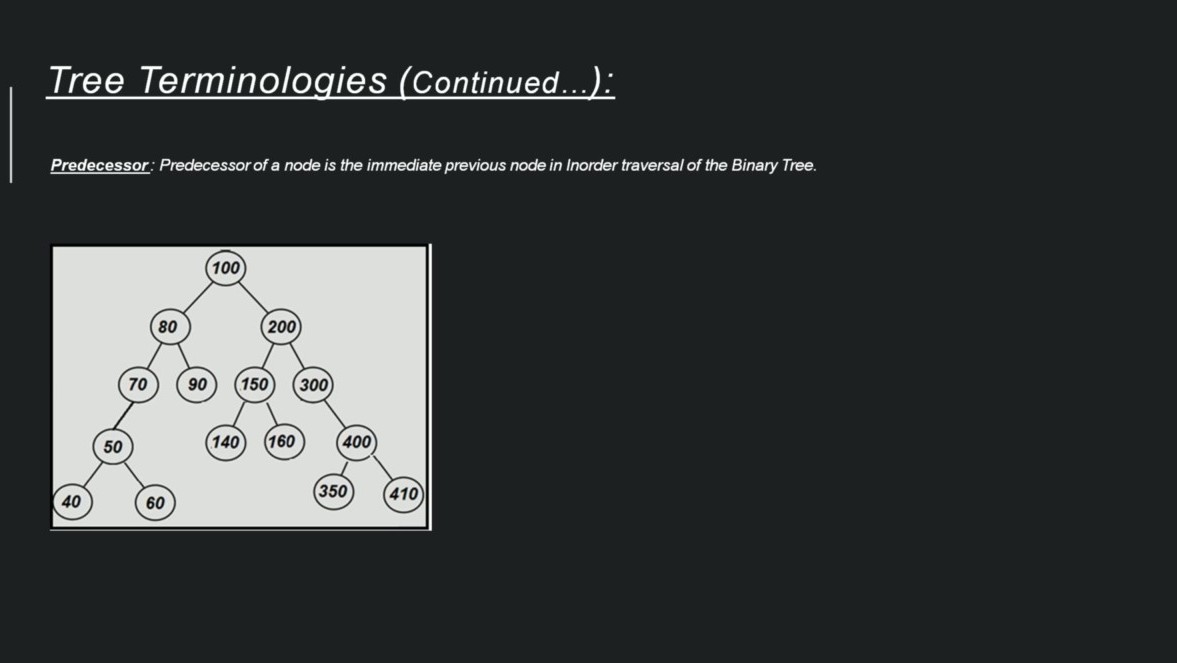 Tree Terminologies (Continued...):
Predecessor: Predecessor of a node is the immediate previous node in Inorder traversal of the Binary Tree.
100
80 200
70 90 150 300
50 140 160 400
40 60 350 410